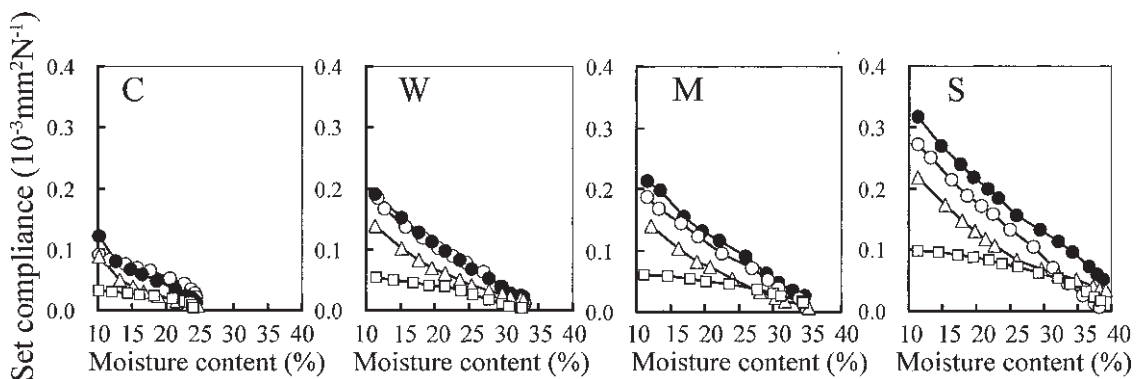 Set compliance (10⁻³mm²N⁻¹)
0.4 0.4 0.4 0.4
C W M S
0.3 0.3 0.3 0.3
0.2 0.2 0.2 0.2
0.1 0.1 0.1 0.1
0.0 0.0 0.0 0.0
10 15 20 25 30 35 40 10 15 20 25 30 35 40 10 15 20 25 30 35 40 10 15 20 25 30 35 40
Moisture content (%) Moisture content (%) Moisture content (%) Moisture content (%)